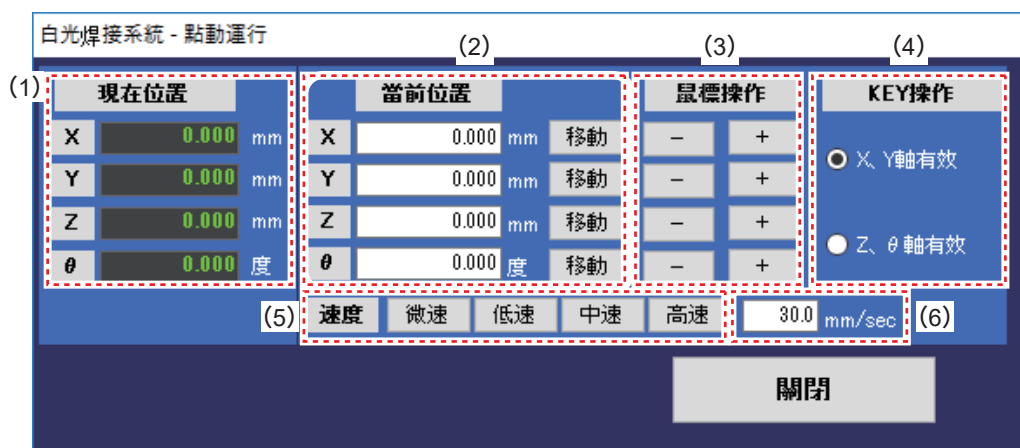 白光焊接系統 - 點動運行
(1) (2) (3) (4)
現在位置 當前位置 鼠標操作 KEY操作
X 0.000 mm X 0.000 mm 移動 － ＋
X、Y軸有效
Y 0.000 mm Y 0.000 mm 移動 － ＋
Z 0.000 mm Z 0.000 mm 移動 － ＋
Z、θ軸有效
θ 0.000 度 θ 0.000 度 移動 － ＋
(5) 速度 微速 低速 中速 高速 30.0 mm/sec (6)
關閉